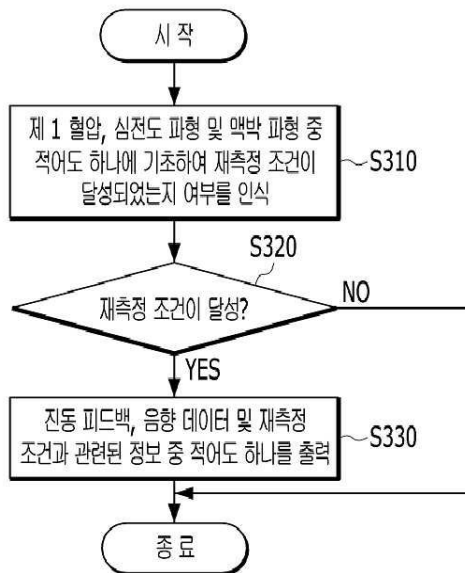 시 작
제 1 혈압, 심전도 파형 및 맥박 파형 중
적어도 하나에 기초하여 재측정 조건이
달성되었는지 여부를 인식
S310
S320
재측정 조건이 달성?
NO
YES
진동 피드백, 음향 데이터 및 재측정
조건과 관련된 정보 중 적어도 하나를 출력
S330
종 료